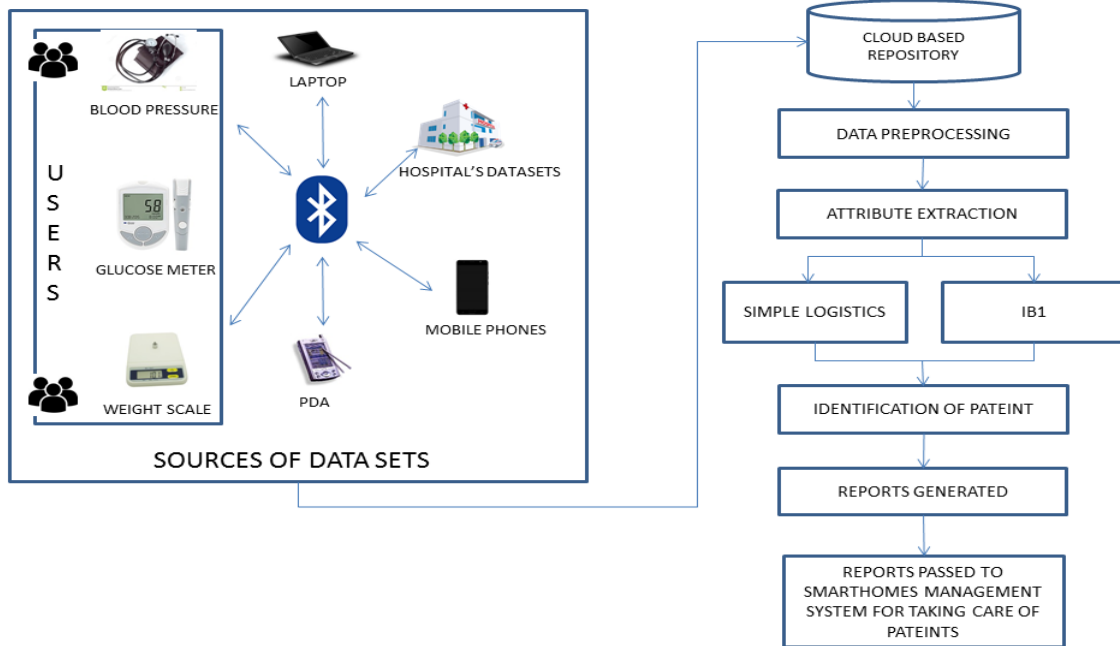 BLOOD PRESSURE
U
S
E
R
S
GLUCOSE METER
58
WEIGHT SCALE
LAPTOP
HOSPITAL'S DATASETS
MOBILE PHONES
PDA
SOURCES OF DATA SETS
CLOUD BASED
REPOSITORY
DATA PREPROCESSING
ATTRIBUTE EXTRACTION
SIMPLE LOGISTICS
IB1
IDENTIFICATION OF PATEINT
REPORTS GENERATED
REPORTS PASSED TO
SMARTHOMES MANAGEMENT
SYSTEM FOR TAKING CARE OF
PATEINTS